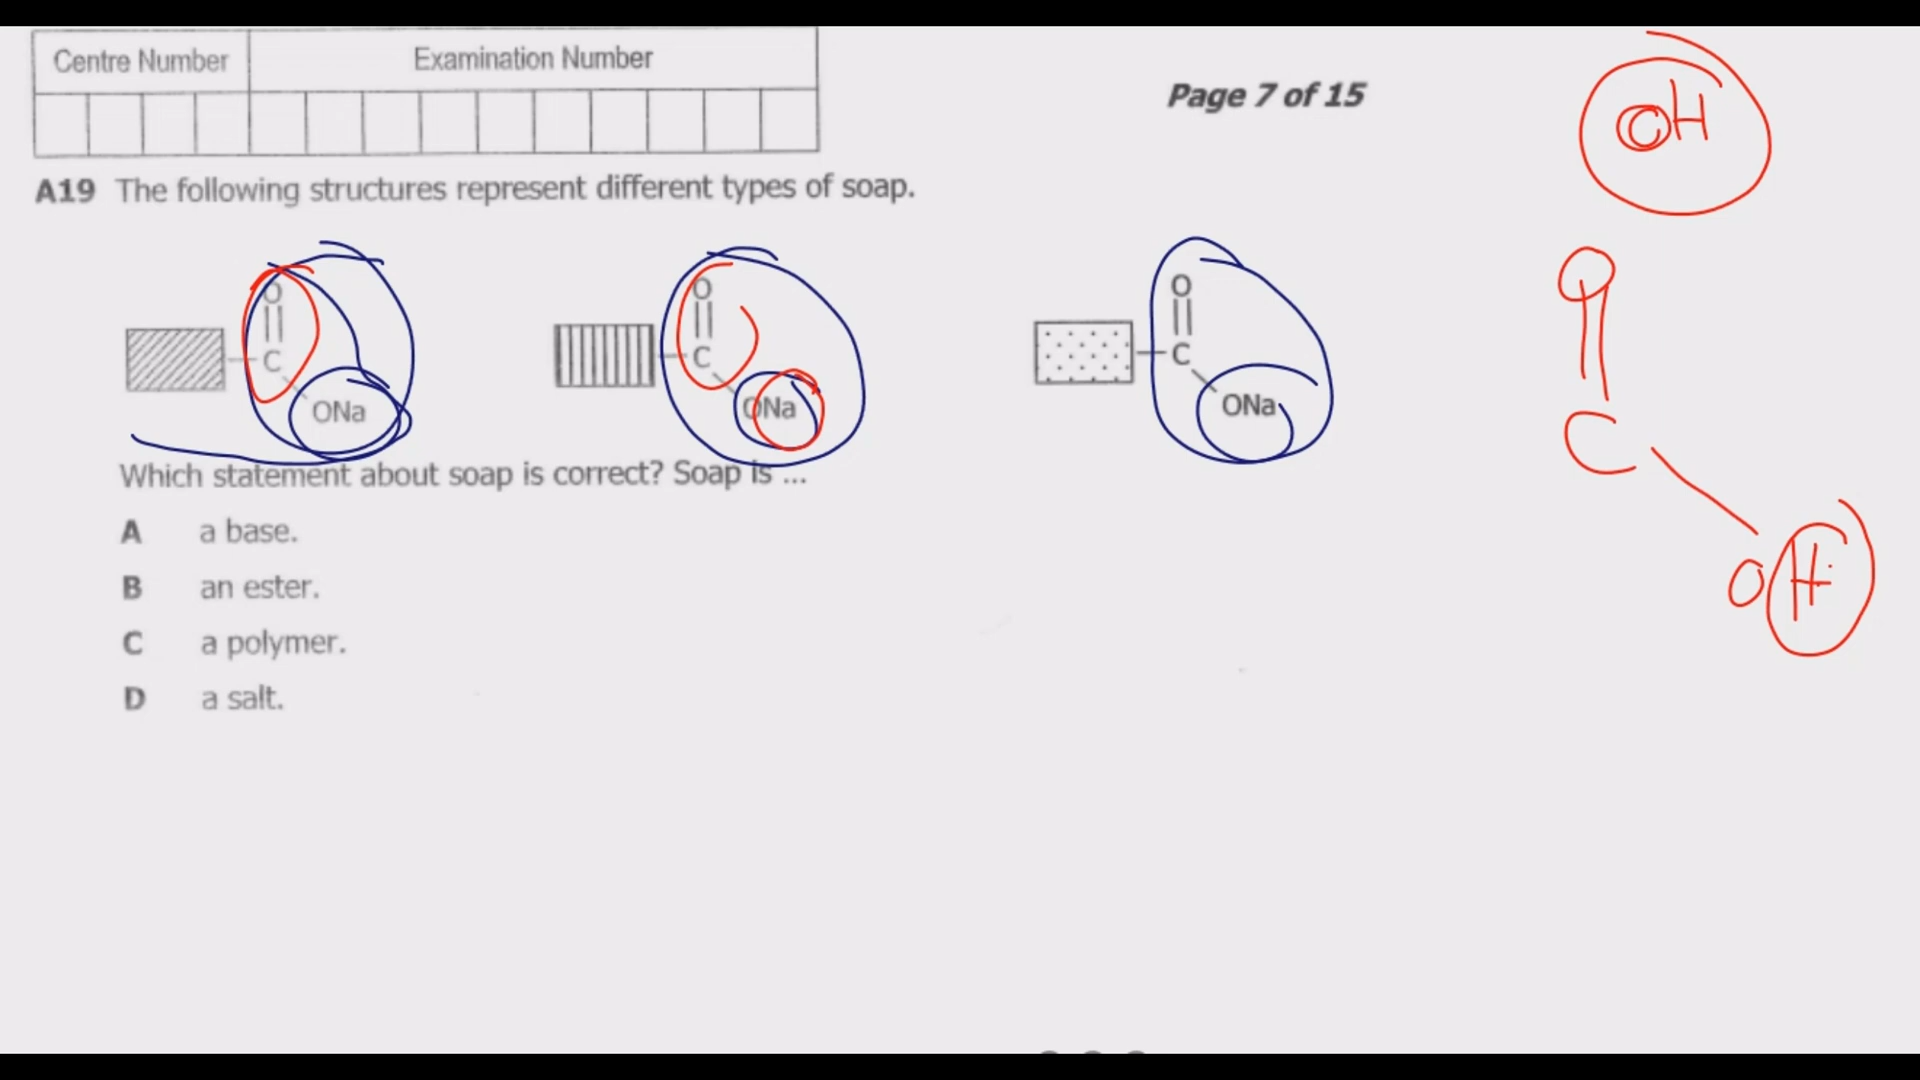 Centre Number Examination Number
Page 7 of 15
OH
A19 The following structures represent different types of soap.
O O O O
C C C C
ONa ONa ONa OH
Which statement about soap is correct? Soap is ...
A a base.
B an ester.
C a polymer.
D a salt.